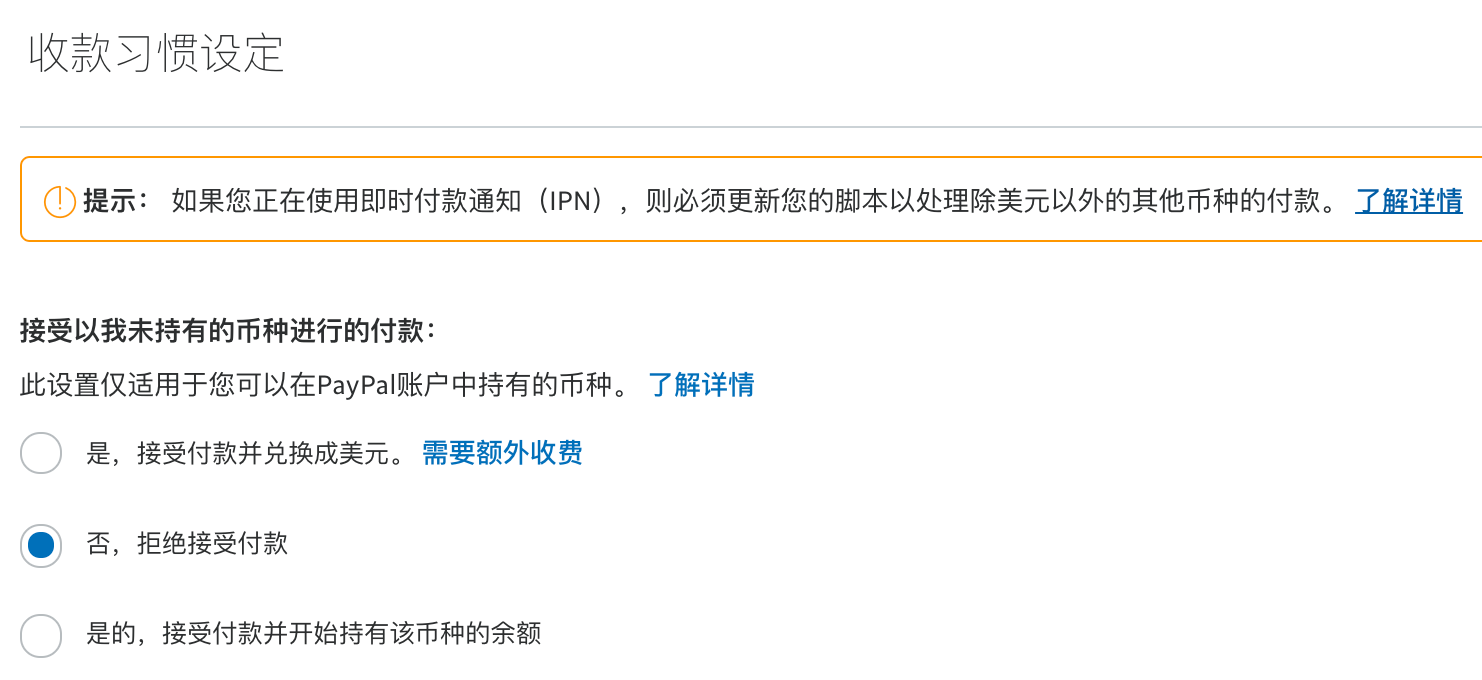 收款习惯设定
提示： 如果您正在使用即时付款通知（IPN），则必须更新您的脚本以处理除美元以外的其他币种的付款。 了解详情
接受以我未持有的币种进行的付款：
此设置仅适用于您可以在PayPal账户中持有的币种。 了解详情
是，接受付款并兑换成美元。 需要额外收费
否，拒绝接受付款
是的，接受付款并开始持有该币种的余额